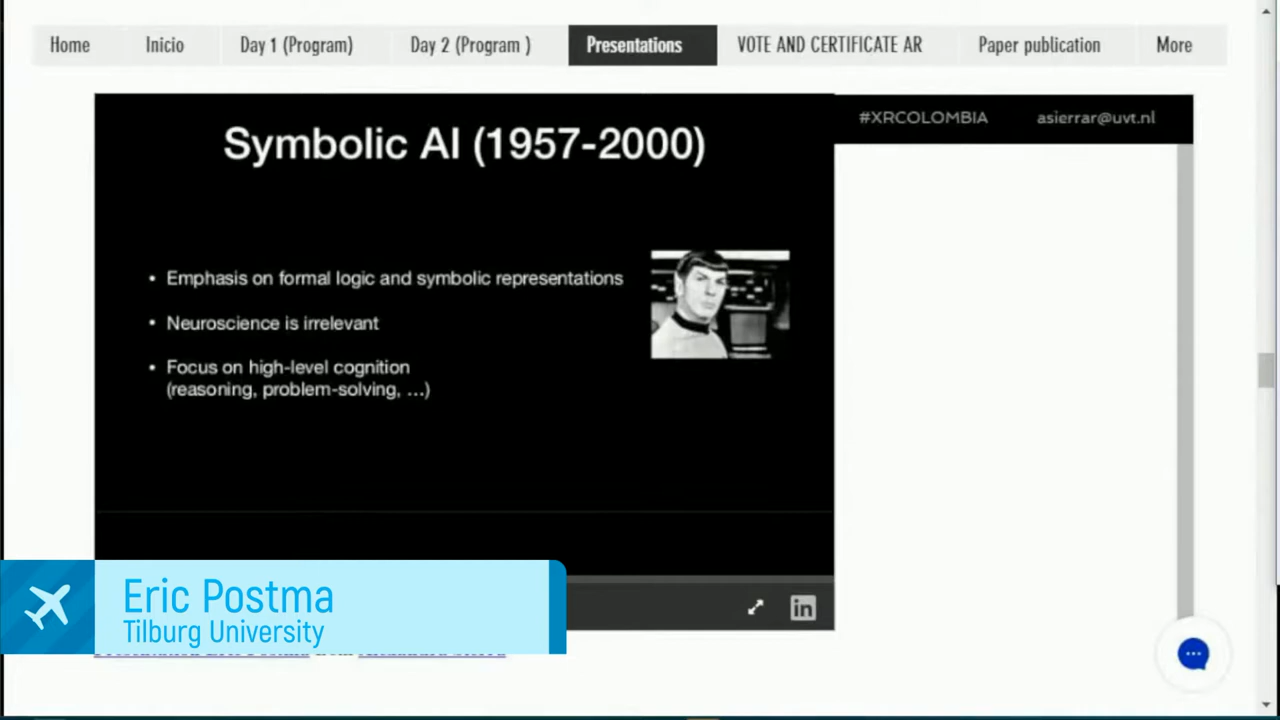 Home Inicio Day 1 (Program) Day 2 (Program ) Presentations VOTE AND CERTIFICATE AR Paper publication More
#XRCOLOMBIA asierrar@uvt.nl
Symbolic AI (1957-2000)
• Emphasis on formal logic and symbolic representations
• Neuroscience is irrelevant
• Focus on high-level cognition
(reasoning, problem-solving, ...)
Eric Postma
Tilburg University
in